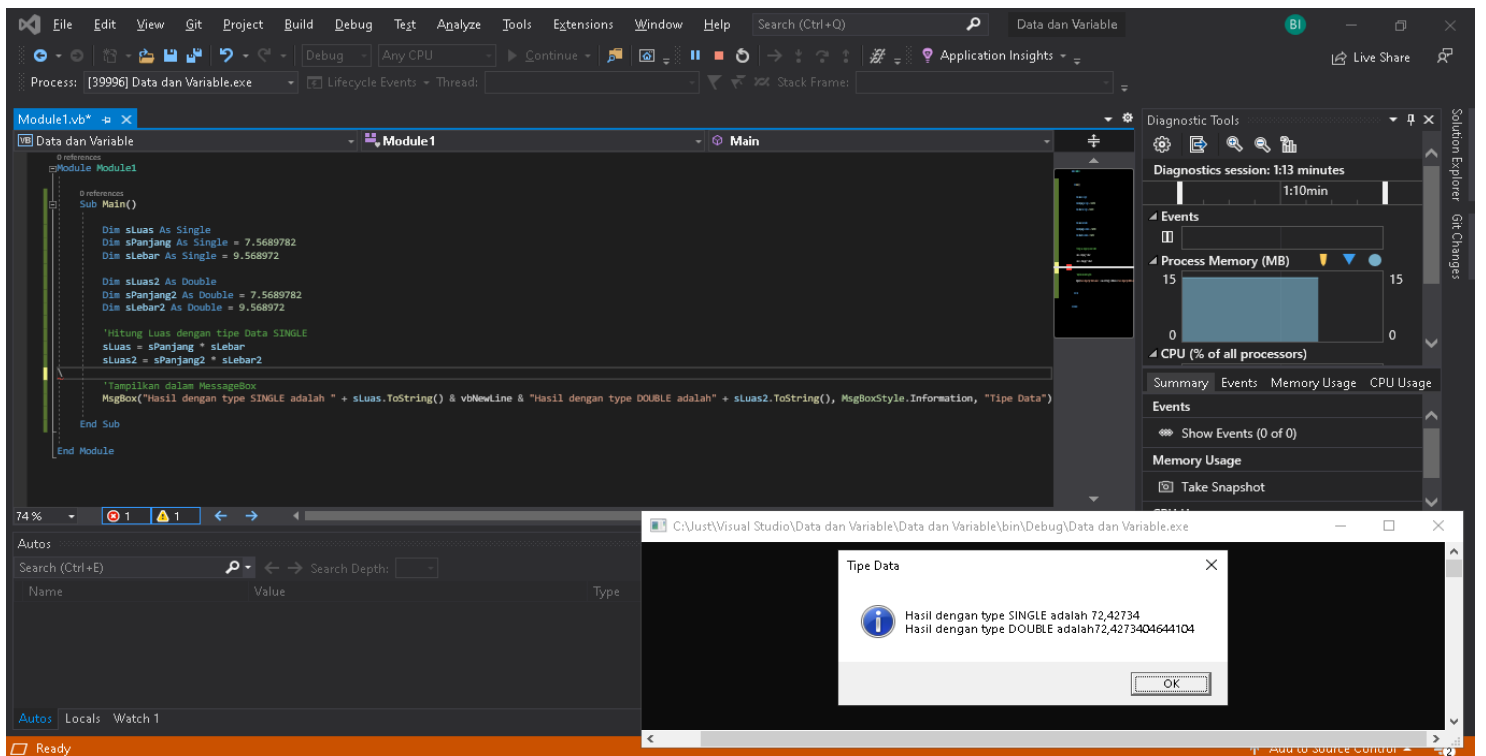 File Edit View Git Project Build Debug Test Analyze Tools Extensions Window Help Search (Ctrl+Q) Data dan Variable BI
Debug Any CPU Continue Application Insights Live Share
Process: [39996] Data dan Variable.exe Lifecycle Events Thread: Stack Frame:
Module1.vb*
VB Data dan Variable Module1 Main
0 references
Module Module1
0 references
Sub Main()
Dim sLuas As Single
Dim sPanjang As Single = 7.5689782
Dim sLebar As Single = 9.568972
Dim sLuas2 As Double
Dim sPanjang2 As Double = 7.5689782
Dim sLebar2 As Double = 9.568972
'Hitung Luas dengan tipe Data SINGLE
sLuas = sPanjang * sLebar
sLuas2 = sPanjang2 * sLebar2
\
'Tampilkan dalam MessageBox
MsgBox("Hasil dengan type SINGLE adalah " + sLuas.ToString() & vbNewLine & "Hasil dengan type DOUBLE adalah" + sLuas2.ToString(), MsgBoxStyle.Information, "Tipe Data")
End Sub
End Module
74 % 1 1
Diagnostic Tools
Diagnostics session: 1:13 minutes
1:10min
Events
Process Memory (MB)
15 15
0 0
CPU (% of all processors)
Summary Events Memory Usage CPU Usage
Events
Show Events (0 of 0)
Memory Usage
Take Snapshot
Solution Explorer
Git Changes
Autos
Search (Ctrl+E) Search Depth:
Name Value Type
Autos Locals Watch 1
Ready
C:\Just\Visual Studio\Data dan Variable\Data dan Variable\bin\Debug\Data dan Variable.exe
Tipe Data
Hasil dengan type SINGLE adalah 72,42734
Hasil dengan type DOUBLE adalah72,4273404644104
OK
Add to Source Control 2